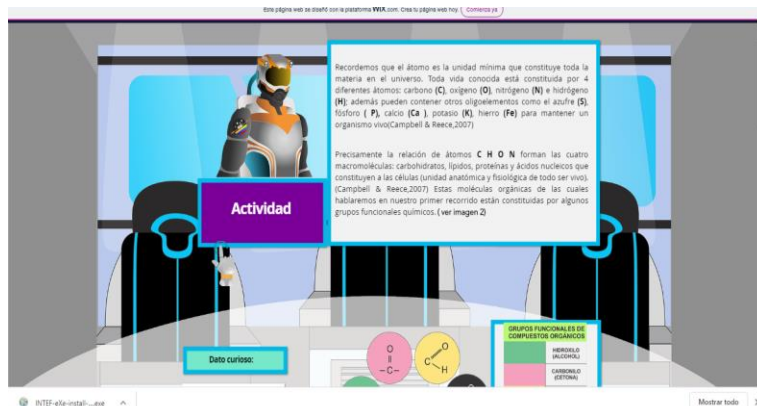 Este página web se diseñó con la plataforma WIX.com. Crea tu página web hoy. Comienza ya
Recordemos que el átomo es la unidad mínima que constituye toda la
materia en el universo. Toda vida conocida está constituida por 4
diferentes átomos: carbono (C), oxígeno (O), nitrógeno (N) e hidrógeno
(H); además pueden contener otros oligoelementos como el azufre (S),
fósforo ( P), calcio (Ca ), potasio (K), hierro (Fe) para mantener un
organismo vivo(Campbell & Reece,2007)
Precisamente la relación de átomos C H O N forman las cuatro
macromoléculas: carbohidratos, lípidos, proteínas y ácidos nucleicos que
constituyen a las células (unidad anatómica y fisiológica de todo ser vivo).
(Campbell & Reece,2007) Estas moléculas orgánicas de las cuales
hablaremos en nuestro primer recorrido están constituidas por algunos
grupos funcionales químicos. ( ver imagen 2)
Actividad
Dato curioso:
O
-C-
O
C
H
GRUPOS FUNCIONALES DE
COMPUESTOS ORGÁNICOS
HIDROXILO
(ALCOHOL)
CARBONILO
(CETONA)
INTEF-eXe-install-....exe
Mostrar todo